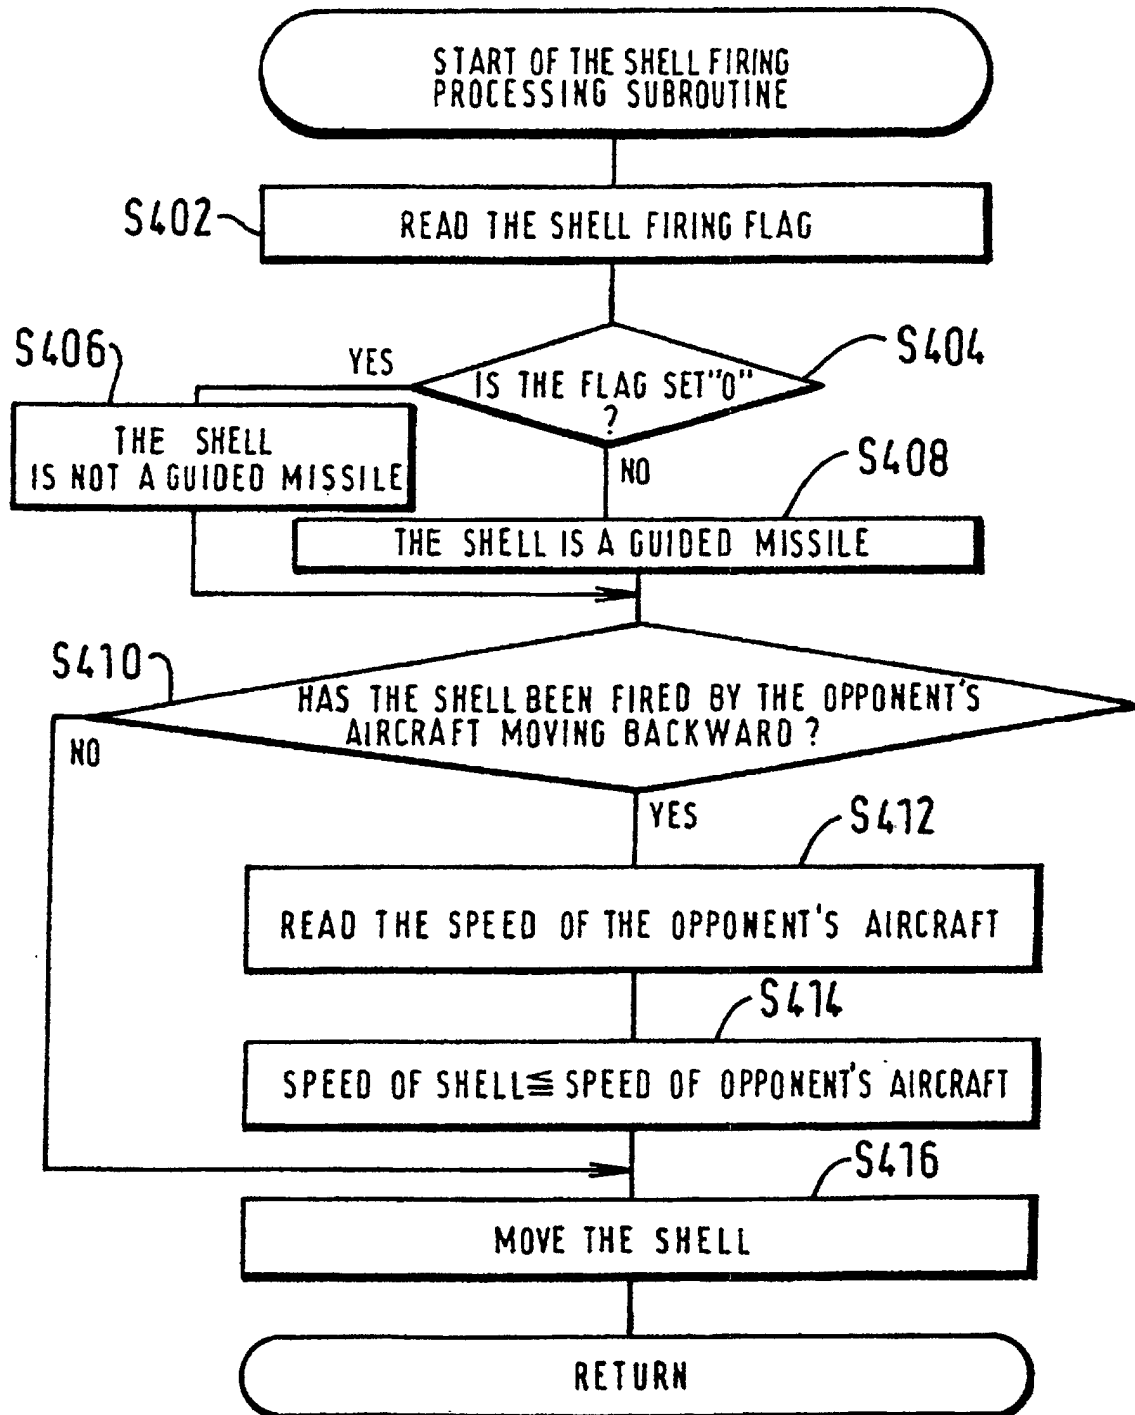 START OF THE SHELL FIRING
PROCESSING SUBROUTINE
S402
READ THE SHELL FIRING FLAG
S404
IS THE FLAG SET"0"
?
YES
S406
THE SHELL
IS NOT A GUIDED MISSILE
NO
S408
THE SHELL IS A GUIDED MISSILE
S410
HAS THE SHELL BEEN FIRED BY THE OPPONENT'S
AIRCRAFT MOVING BACKWARD ?
NO
YES
S412
READ THE SPEED OF THE OPPONENT'S AIRCRAFT
S414
SPEED OF SHELL≦ SPEED OF OPPONENT'S AIRCRAFT
S416
MOVE THE SHELL
RETURN